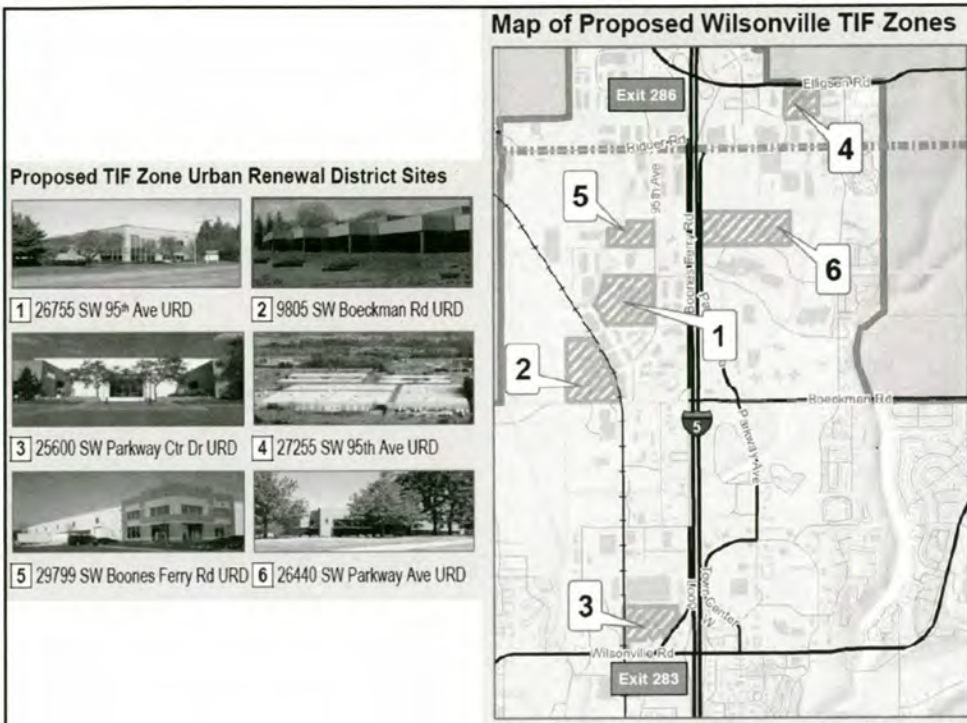 Map of Proposed Wilsonville TIF Zones
Proposed TIF Zone Urban Renewal District Sites
1 26755 SW 95th Ave URD
2 9805 SW Boeckman Rd URD
3 25600 SW Parkway Ctr Dr URD
4 27255 SW 95th Ave URD
5 29799 SW Boones Ferry Rd URD
6 26440 SW Parkway Ave URD
Exit 286
Elligsen Rd
4
95th Ave
5
Boones Ferry Rd
6
1
2
Boeckman Rd
5
Parkway Ave
3
Town Center
Wilsonville Rd
Exit 283